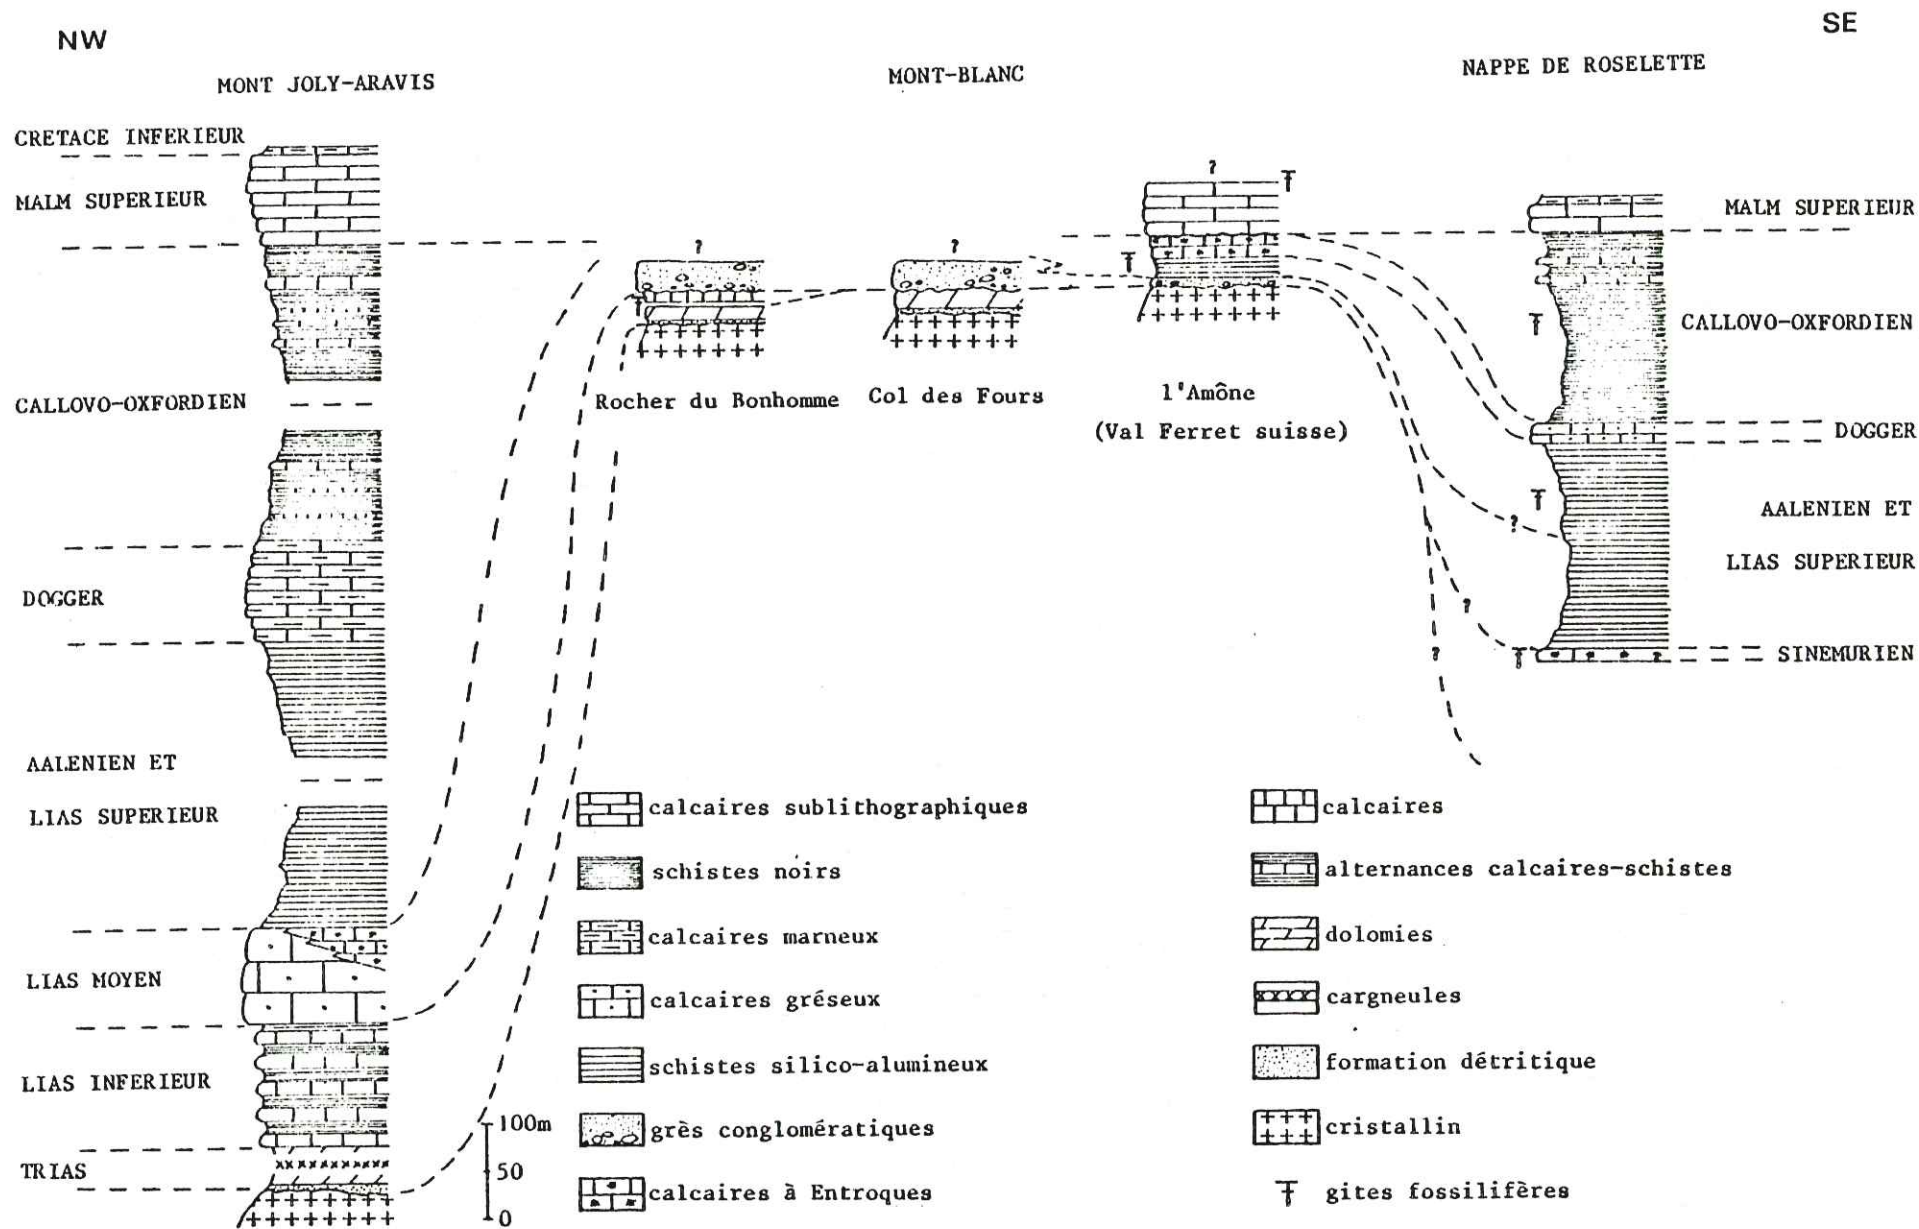 NW
SE
MONT JOLY-ARAVIS
MONT-BLANC
NAPPE DE ROSELETTE
CRETACE INFERIEUR
MALM SUPERIEUR
CALLOVO-OXFORDIEN
DOGGER
AALENIEN ET
LIAS SUPERIEUR
LIAS MOYEN
LIAS INFERIEUR
TRIAS
?
?
?
Rocher du Bonhomme
Col des Fours
l'Amône
(Val Ferret suisse)
MALM SUPERIEUR
CALLOVO-OXFORDIEN
DOGGER
AALENIEN ET
LIAS SUPERIEUR
SINEMURIEN
?
?
?
100m
50
0
calcaires sublithographiques
schistes noirs
calcaires marneux
calcaires gréseux
schistes silico-alumineux
grès conglomératiques
calcaires à Entroques
calcaires
alternances calcaires-schistes
dolomies
cargneules
formation détritique
cristallin
gites fossilifères